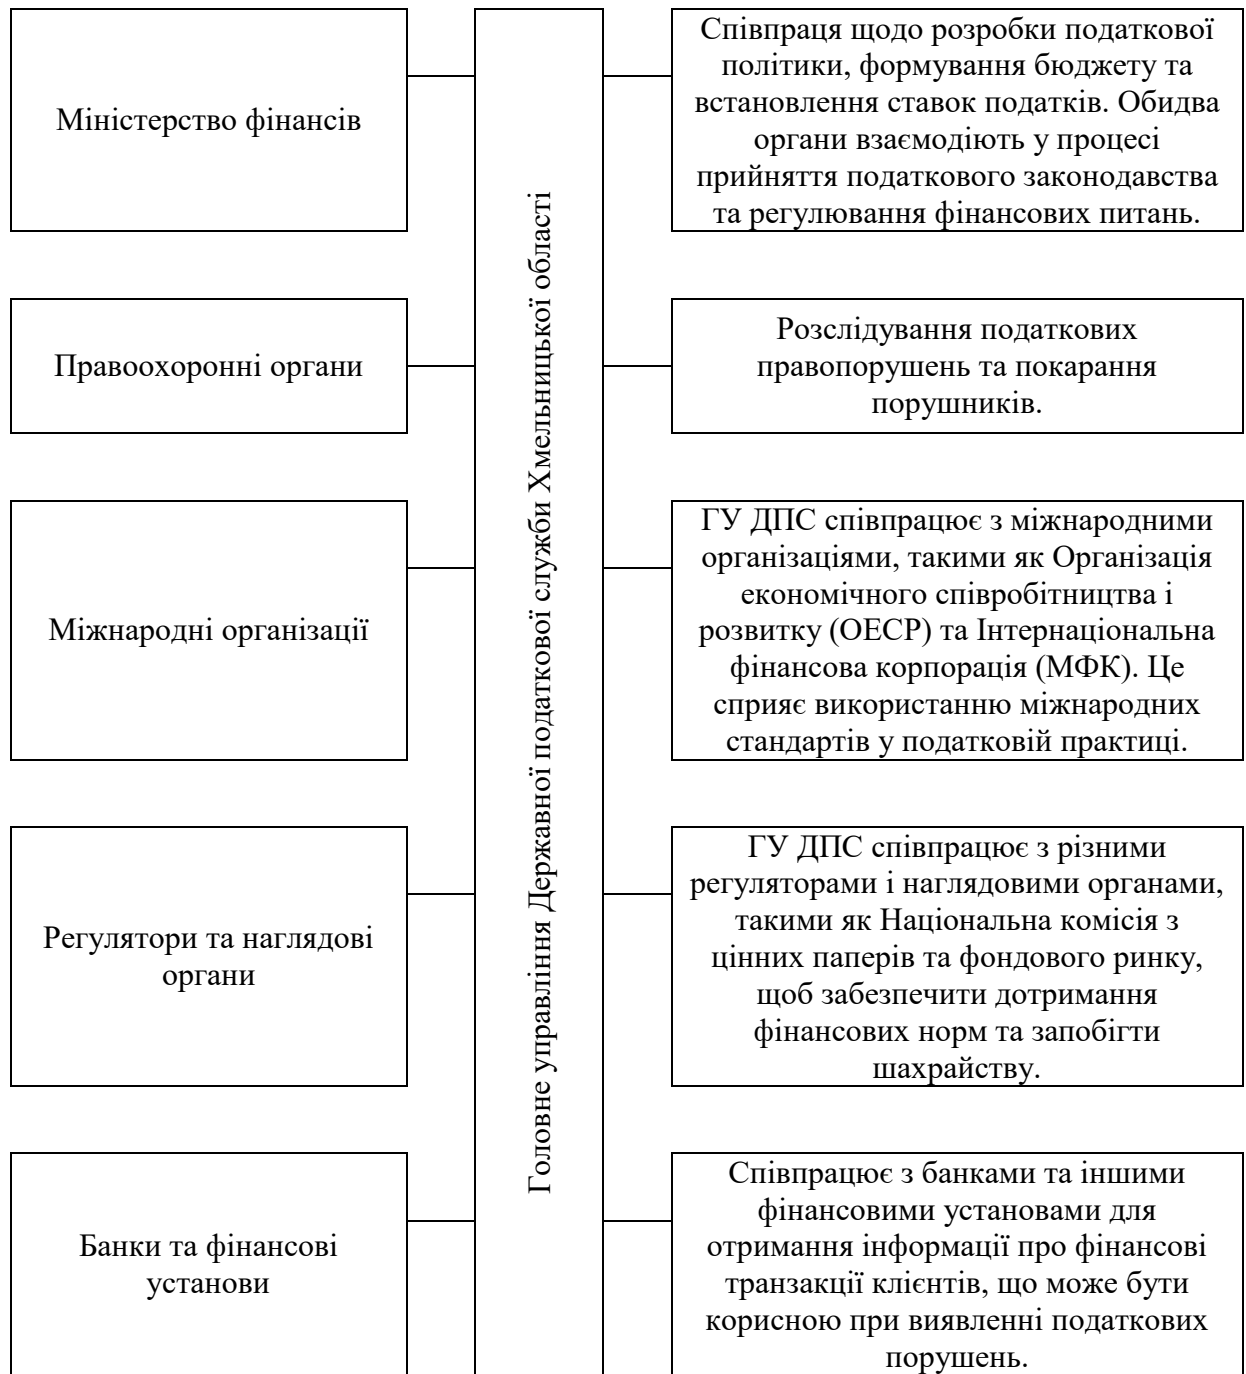 Міністерство фінансів
Співпраця щодо розробки податкової
політики, формування бюджету та
встановлення ставок податків. Обидва
органи взаємодіють у процесі
прийняття податкового законодавства
та регулювання фінансових питань.
Головне управління Державної податкової служби Хмельницької області
Правоохоронні органи
Розслідування податкових
правопорушень та покарання
порушників.
Міжнародні організації
ГУ ДПС співпрацює з міжнародними
організаціями, такими як Організація
економічного співробітництва і
розвитку (ОЕСР) та Інтернаціональна
фінансова корпорація (МФК). Це
сприяє використанню міжнародних
стандартів у податковій практиці.
Регулятори та наглядові
органи
ГУ ДПС співпрацює з різними
регуляторами і наглядовими органами,
такими як Національна комісія з
цінних паперів та фондового ринку,
щоб забезпечити дотримання
фінансових норм та запобігти
шахрайству.
Банки та фінансові
установи
Співпрацює з банками та іншими
фінансовими установами для
отримання інформації про фінансові
транзакції клієнтів, що може бути
корисною при виявленні податкових
порушень.